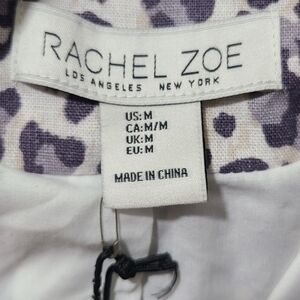 RACHEL ZOE
LOS ANGELES NEW YORK
US: M
CA: M/M
UK: M
EU: M
MADE IN CHINA